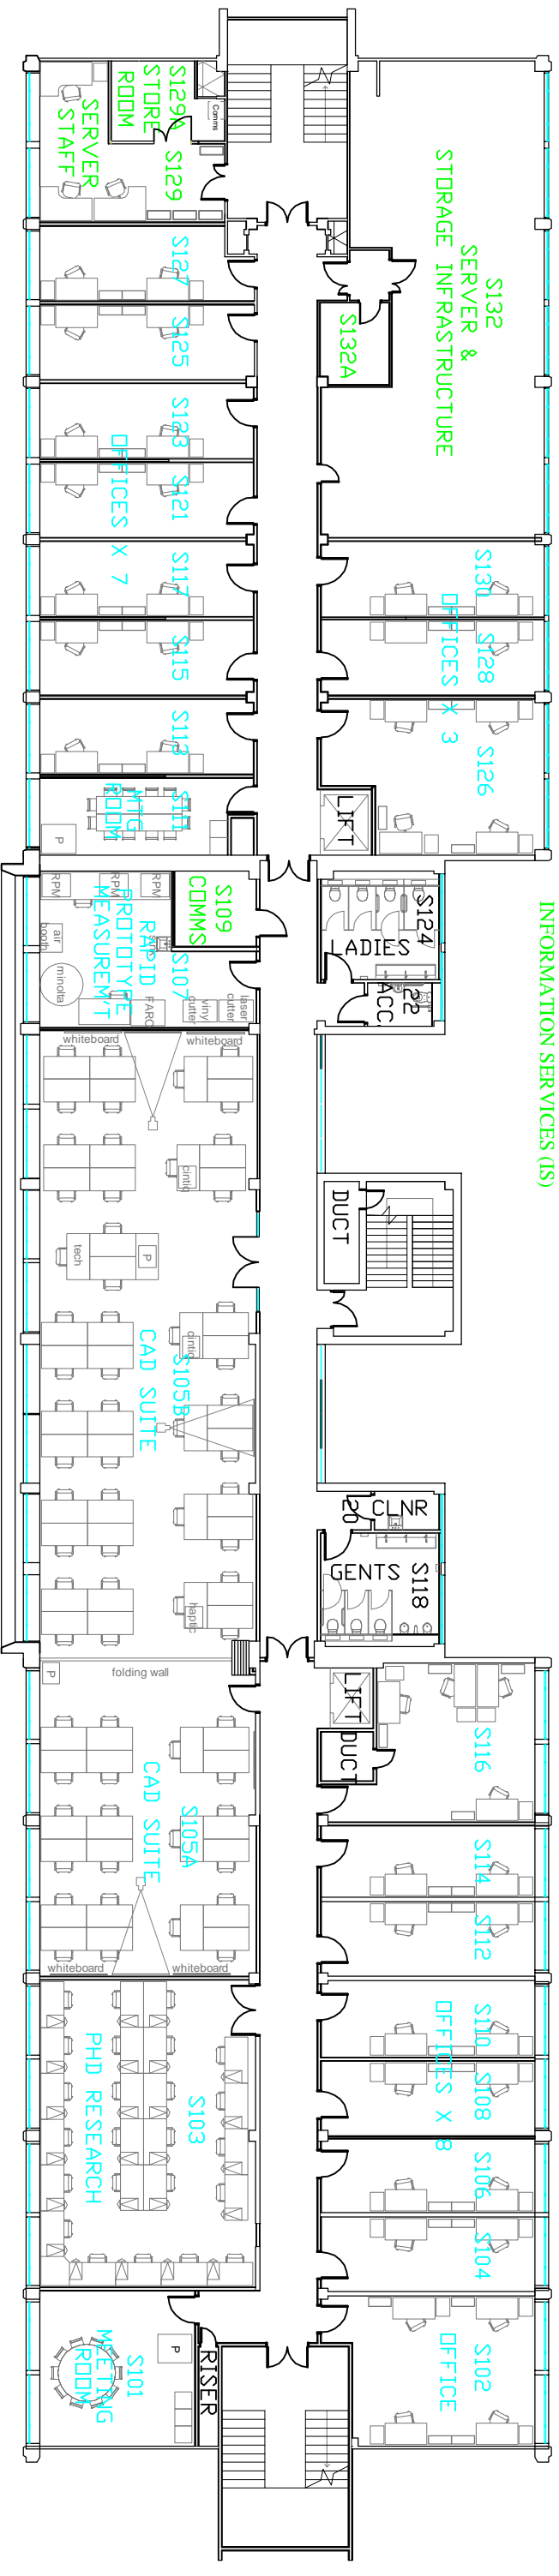 S129A
STORE
ROOM
Comms
S129
SERVER
STAFF
S132
SERVER &
STORAGE INFRASTRUCTURE
S132A
S127
S125
S123
S121
S117
S115
S113
OFFICES X 7
S130
S128
S126
OFFICES X 3
S111
MTG
ROOM
P
LIFT
INFORMATION SERVICES (IS)
S109
COMMS
S107
RAPID
PROTOTYPE
MEASUREMT
RPM
RPM
RPM
air
booth
minolta
FARO
vinyl
cutter
laser
cutter
S124
LADIES
22
ACC.
whiteboard
whiteboard
cintiq
tech
P
DUCT
cintiq
S105B
CAD SUITE
haptic
CLNR
20
GENTS
S118
folding wall
P
LIFT
DUCT
S116
S105A
CAD SUITE
whiteboard
whiteboard
S114
S112
S110
S108
S106
S104
OFFICES X 8
S103
PHD RESEARCH
S102
OFFICE
S101
MEETING
ROOM
P
RISER